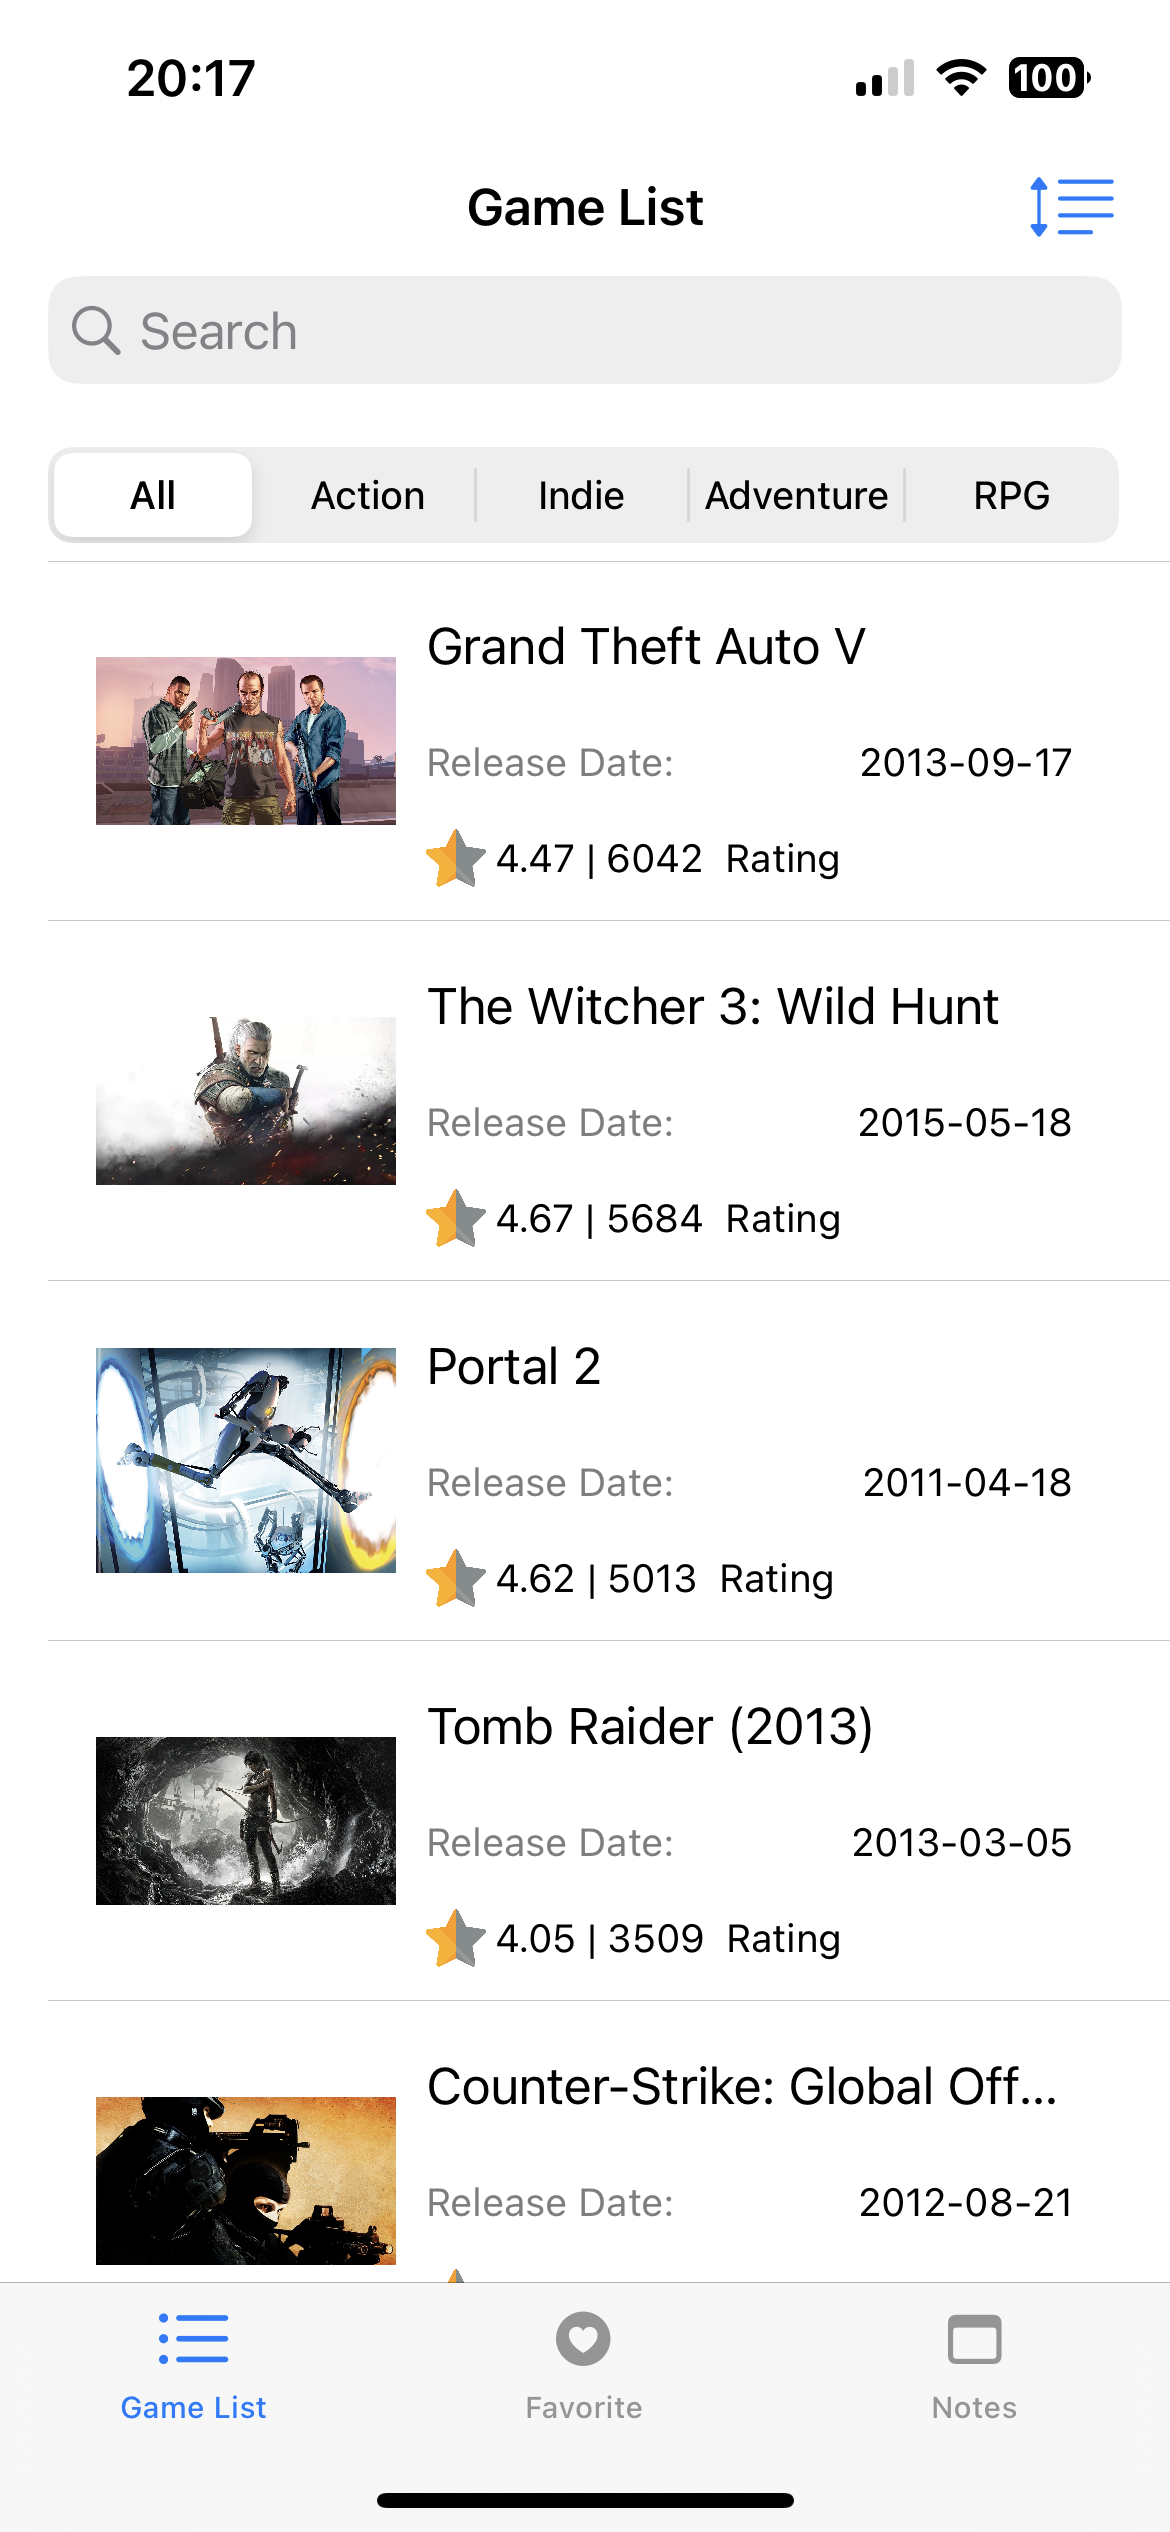 20:17
100
Game List
Search
All Action Indie Adventure RPG
Grand Theft Auto V
Release Date: 2013-09-17
4.47 | 6042 Rating
The Witcher 3: Wild Hunt
Release Date: 2015-05-18
4.67 | 5684 Rating
Portal 2
Release Date: 2011-04-18
4.62 | 5013 Rating
Tomb Raider (2013)
Release Date: 2013-03-05
4.05 | 3509 Rating
Counter-Strike: Global Off...
Release Date: 2012-08-21
Game List Favorite Notes